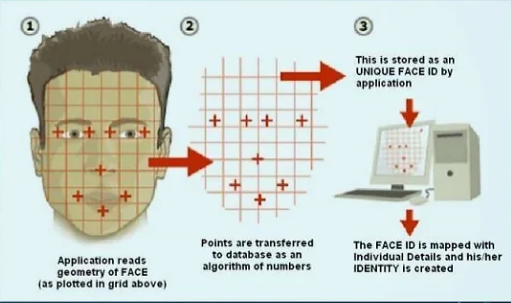 1
2
3
This is stored as an
UNIQUE FACE ID by
application
Application reads
geometry of FACE
(as plotted in grid above)
Points are transferred
to database as an
algorithm of numbers
The FACE ID is mapped with
Individual Details and his/her
IDENTITY is created